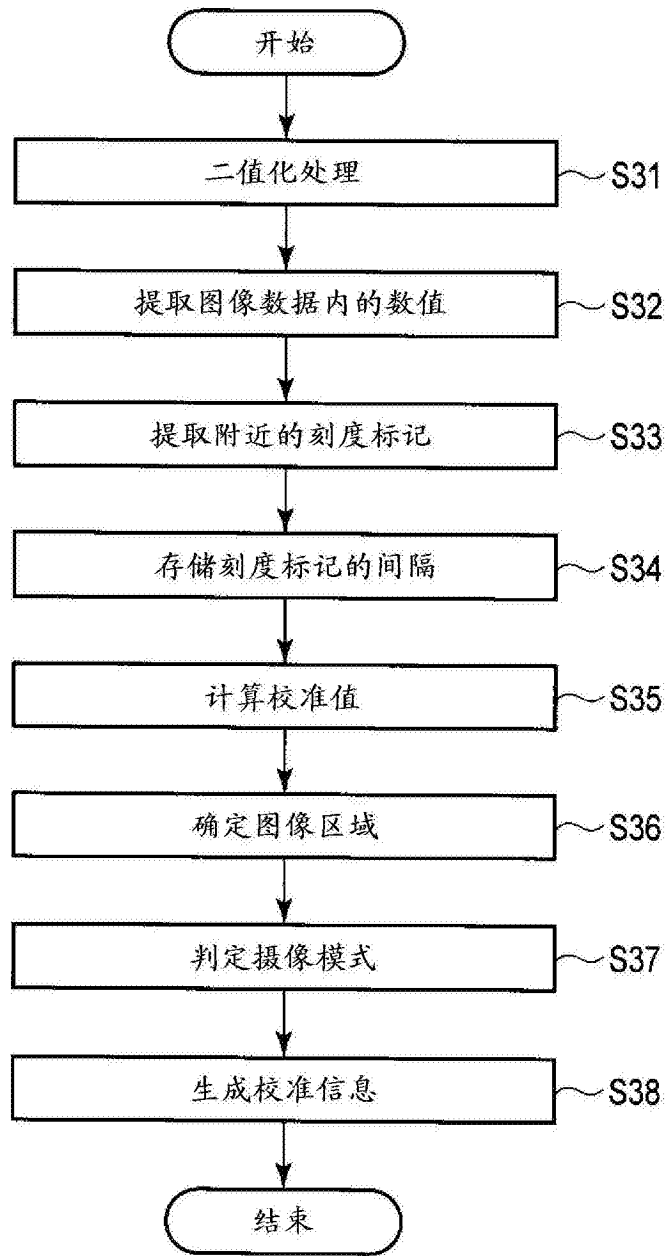 开始
二值化处理 S31
提取图像数据内的数值 S32
提取附近的刻度标记 S33
存储刻度标记的间隔 S34
计算校准值 S35
确定图像区域 S36
判定摄像模式 S37
生成校准信息 S38
结束